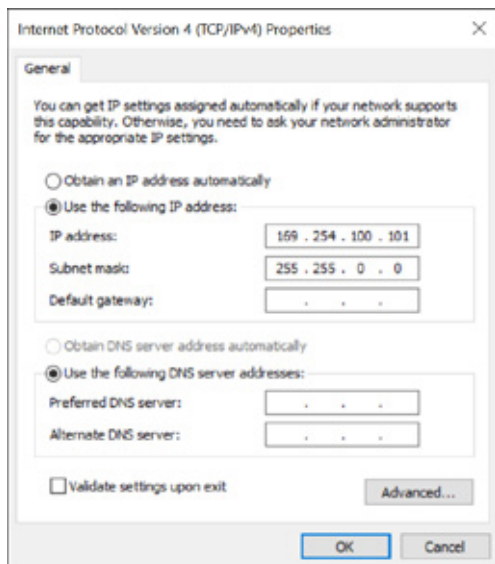 Internet Protocol Version 4 (TCP/IPv4) Properties
General
You can get IP settings assigned automatically if your network supports
this capability. Otherwise, you need to ask your network administrator
for the appropriate IP settings.
Obtain an IP address automatically
Use the following IP address:
IP address: 169 . 254 . 100 . 101
Subnet mask: 255 . 255 . 0 . 0
Default gateway: . . .
Obtain DNS server address automatically
Use the following DNS server addresses:
Preferred DNS server: . . .
Alternate DNS server: . . .
Validate settings upon exit
Advanced...
OK Cancel